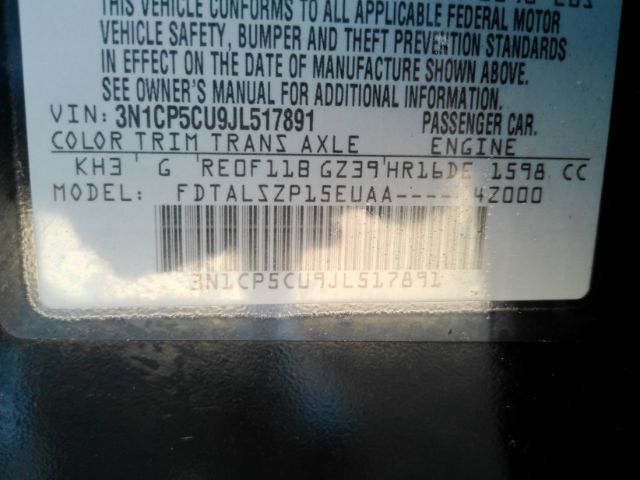 THIS VEHICLE CONFORMS TO ALL APPLICABLE FEDERAL MOTOR
VEHICLE SAFETY, BUMPER AND THEFT PREVENTION STANDARDS
IN EFFECT ON THE DATE OF MANUFACTURE SHOWN ABOVE.
SEE OWNER'S MANUAL FOR ADDITIONAL INFORMATION.
VIN: 3N1CP5CU9JL517891 PASSENGER CAR.
COLOR TRIM TRANS AXLE ENGINE
KH3 G RE0F11B GZ39 HR16DE 1598 CC
MODEL: FDTALSZP15EUAA---- 4Z000
3N1CP5CU9JL517891